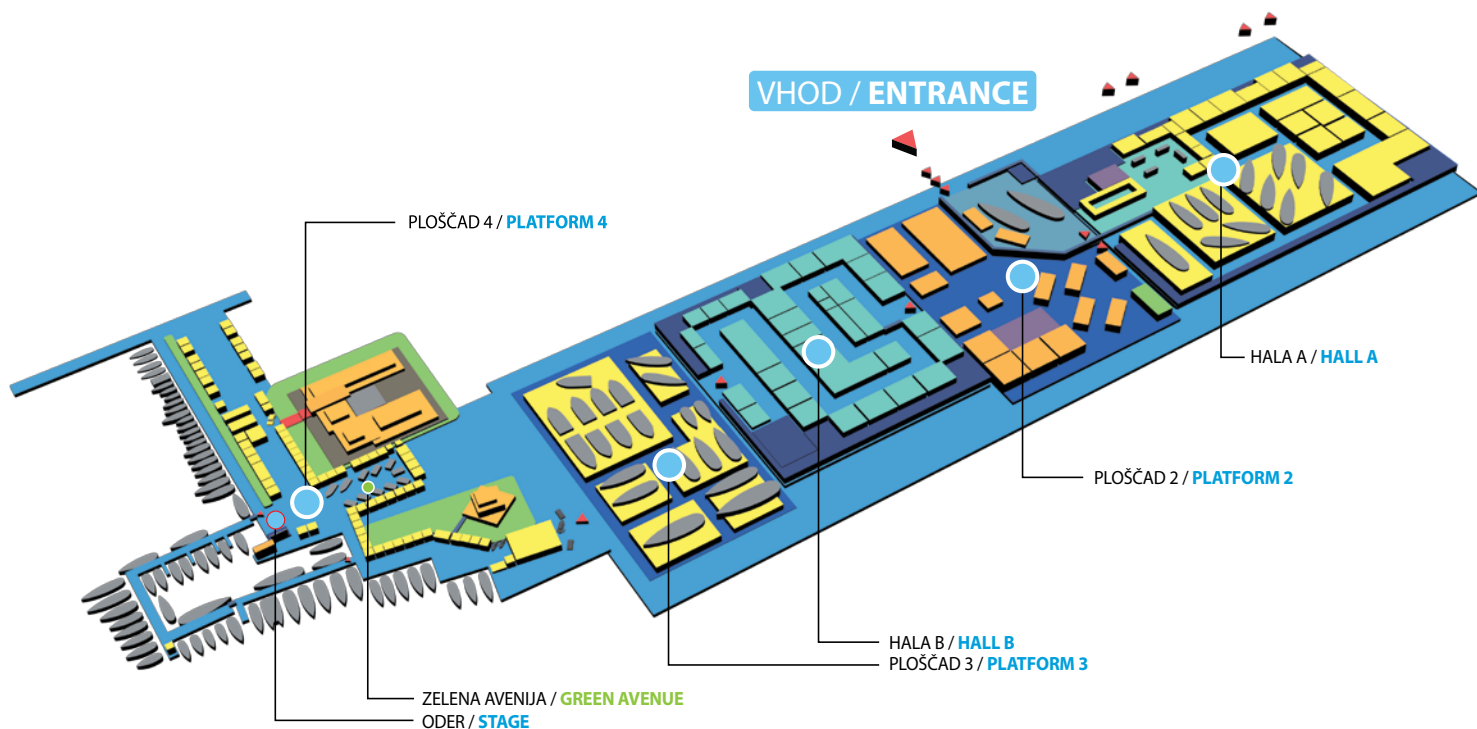 VHOD / ENTRANCE
PLOŠČAD 4 / PLATFORM 4
HALA A / HALL A
PLOŠČAD 2 / PLATFORM 2
HALA B / HALL B
PLOŠČAD 3 / PLATFORM 3
ZELENA AVENIJA / GREEN AVENUE
ODER / STAGE